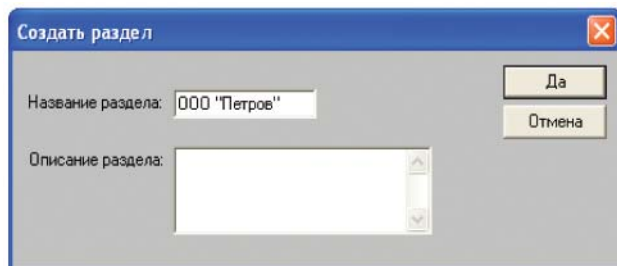 Создать раздел
Да
Название раздела: ООО "Петров"
Отмена
Описание раздела: